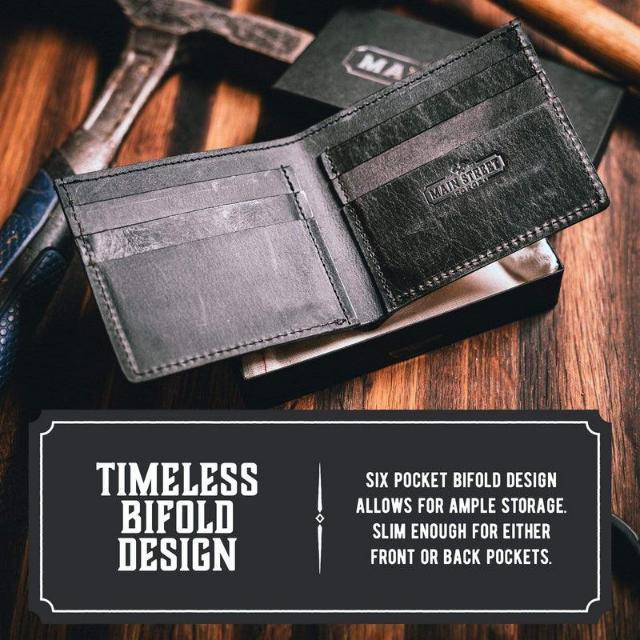 MAIN STREET
TIMELESS
BIFOLD
DESIGN
SIX POCKET BIFOLD DESIGN
ALLOWS FOR AMPLE STORAGE.
SLIM ENOUGH FOR EITHER
FRONT OR BACK POCKETS.